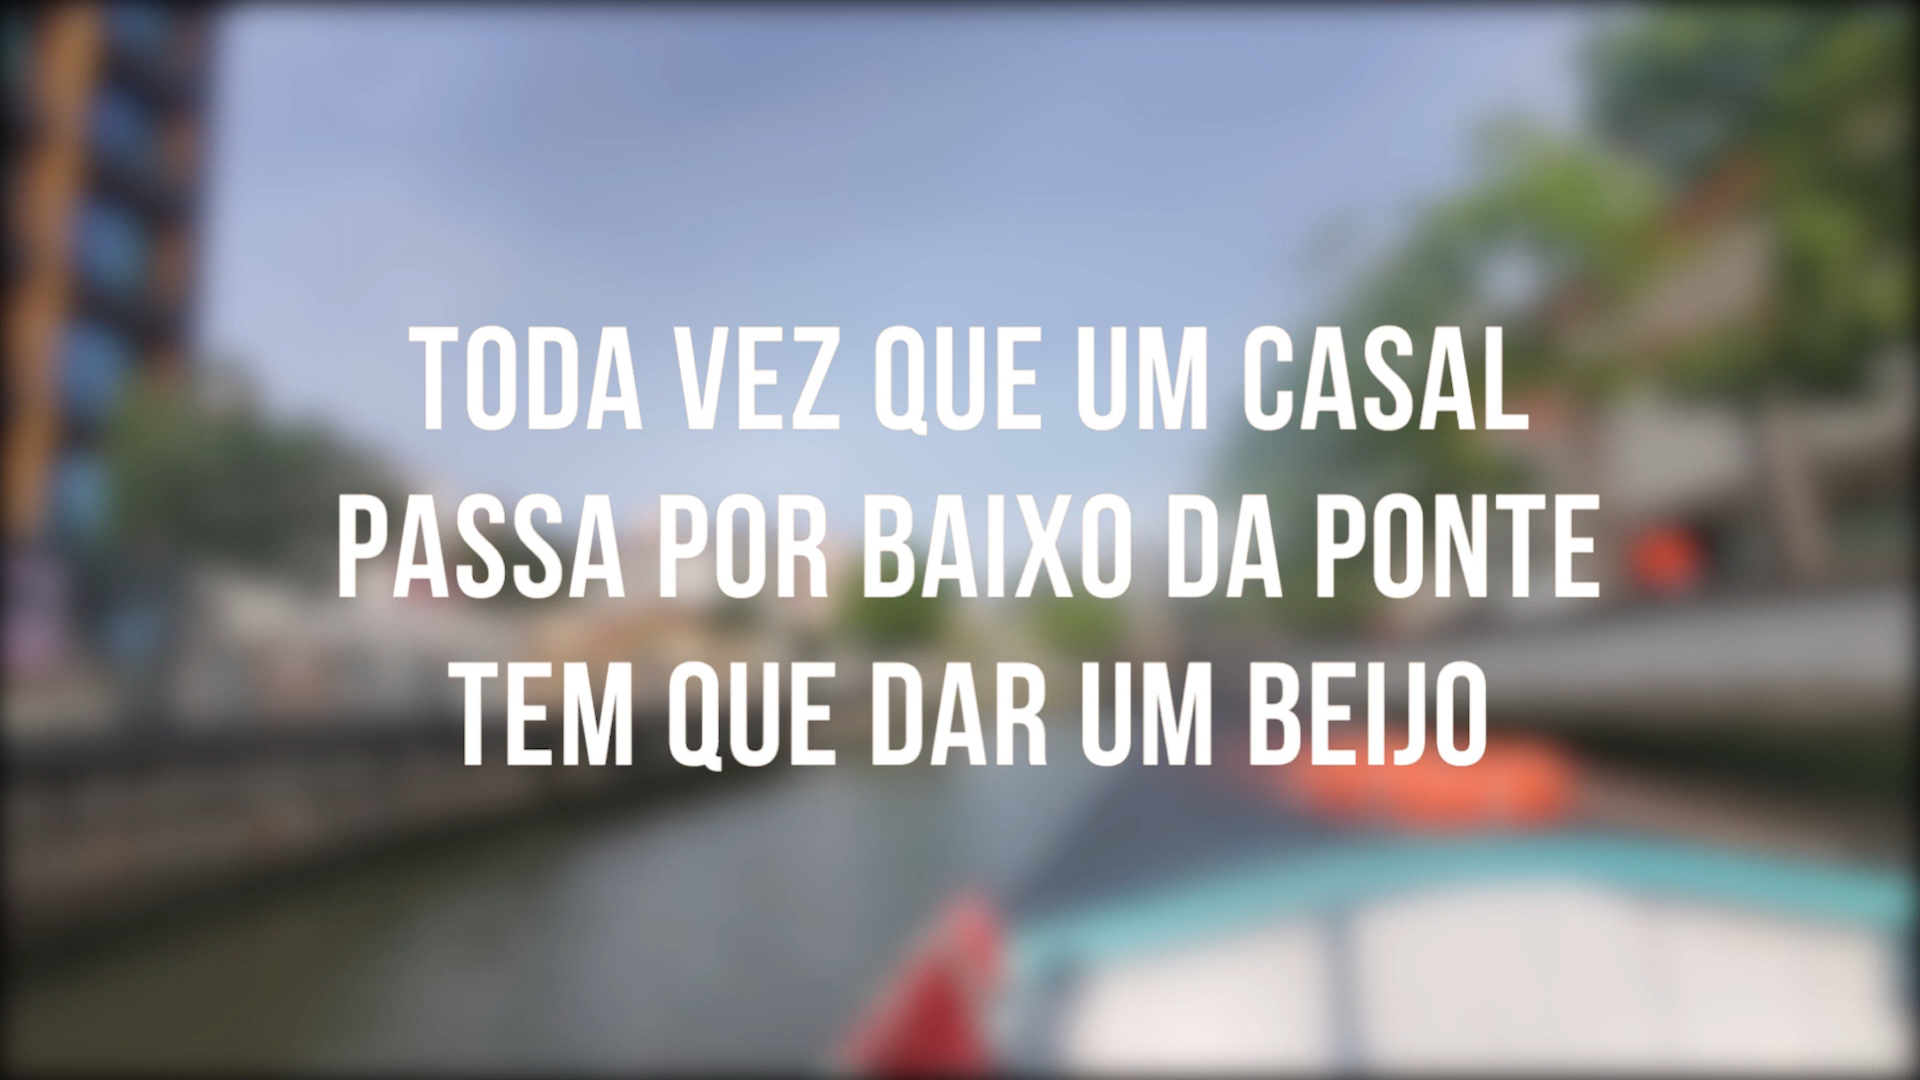 TODA VEZ QUE UM CASAL
PASSA POR BAIXO DA PONTE
TEM QUE DAR UM BEIJO